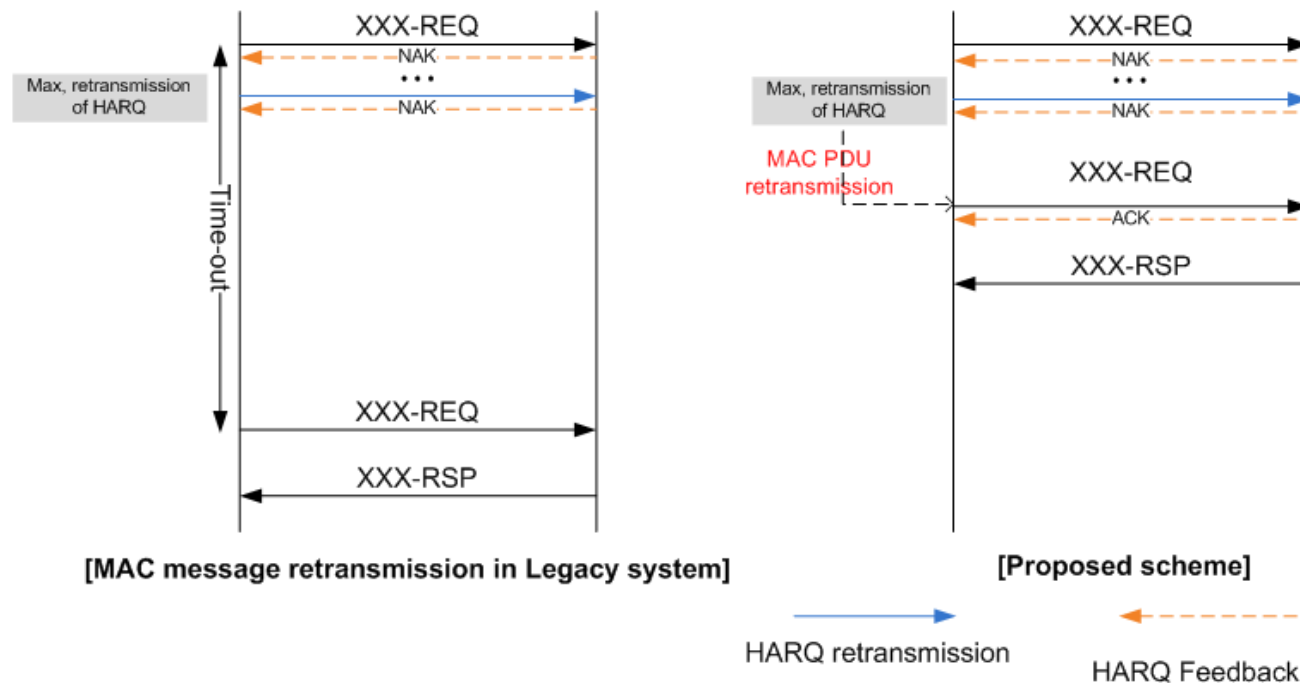 XXX-REQ
NAK
...
Max, retransmission
of HARQ
NAK
Time-out
XXX-REQ
XXX-RSP
[MAC message retransmission in Legacy system]
XXX-REQ
NAK
...
Max, retransmission
of HARQ
NAK
MAC PDU
retransmission
XXX-REQ
ACK
XXX-RSP
[Proposed scheme]
HARQ retransmission
HARQ Feedback